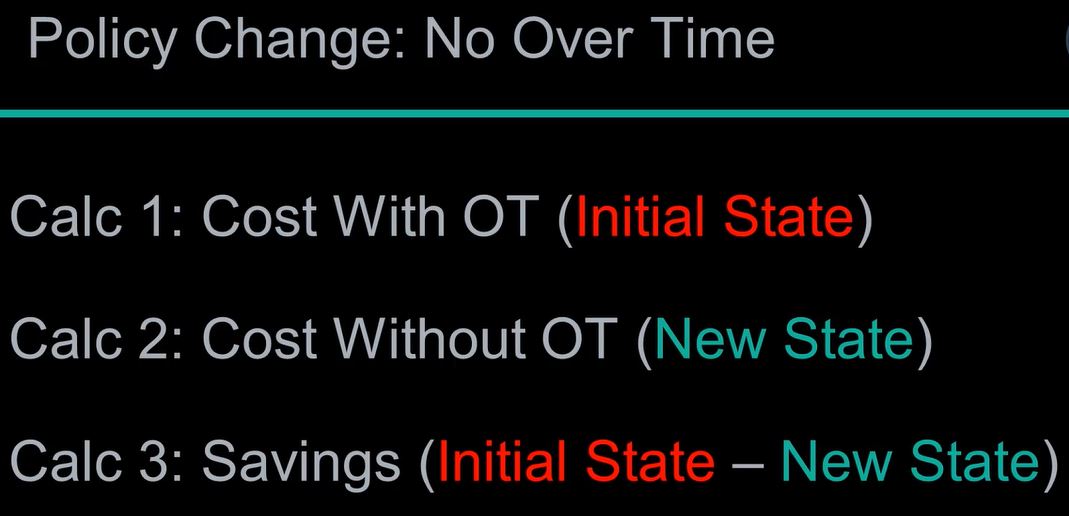 Policy Change: No Over Time
Calc 1: Cost With OT (Initial State)
Calc 2: Cost Without OT (New State)
Calc 3: Savings (Initial State – New State)